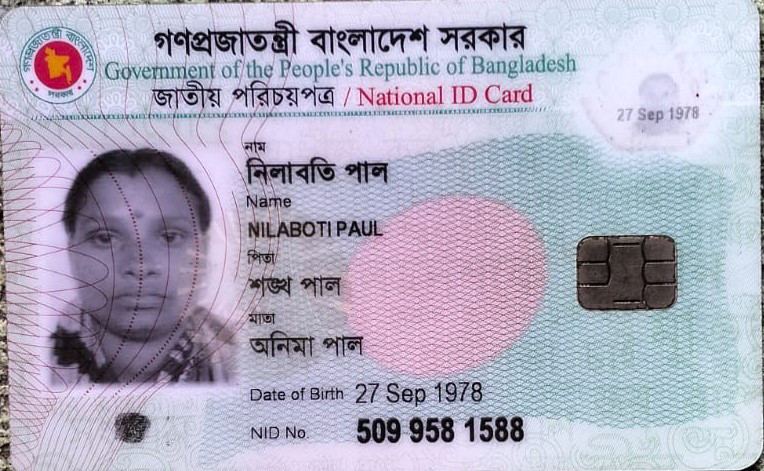 গণপ্রজাতন্ত্রী বাংলাদেশ সরকার
Government of the People's Republic of Bangladesh
জাতীয় পরিচয়পত্র / National ID Card
27 Sep 1978
নাম
নিলাবতি পাল
Name
NILABOTI PAUL
পিতা
শঙ্খ পাল
মাতা
অনিমা পাল
Date of Birth 27 Sep 1978
NID No. 509 958 1588